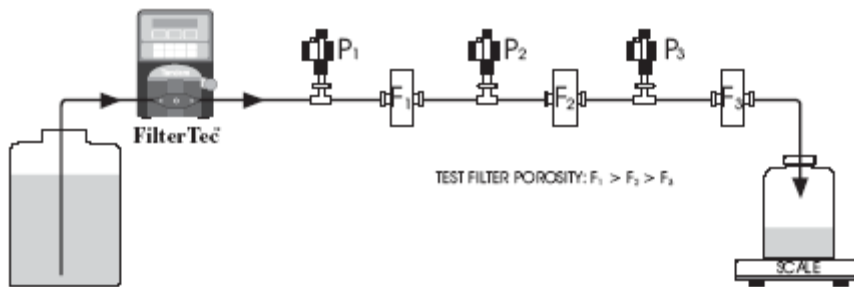 P₁ P₂ P₃
F₁ F₂ F₃
FilterTec
TEST FILTER POROSITY: F₁ > F₂ > F₃
SCALE